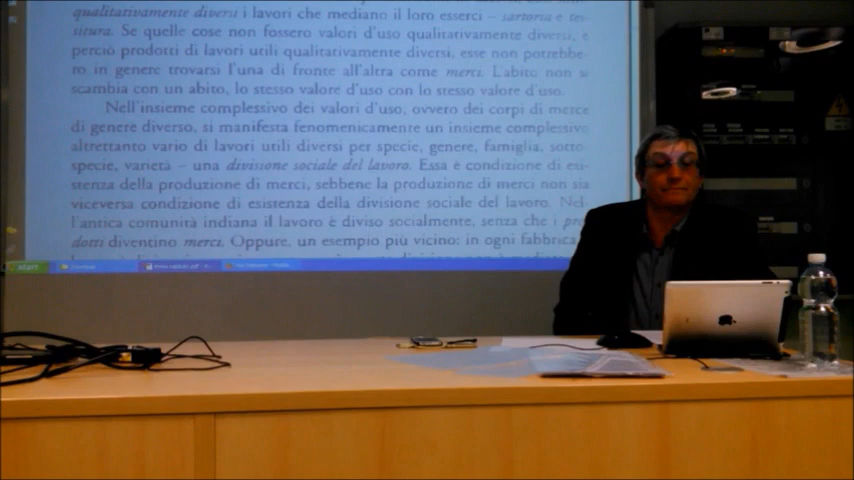 qualitativamente diversi i lavori che mediano il loro esserci – sartoria e tes-
situra. Se quelle cose non fossero valori d'uso qualitativamente diversi, e
perciò prodotti di lavori utili qualitativamente diversi, esse non potrebbe-
ro in genere trovarsi l'una di fronte all'altra come merci. L'abito non si
scambia con un abito, lo stesso valore d'uso con lo stesso valore d'uso.
Nell'insieme complessivo dei valori d'uso, ovvero dei corpi di merce
di genere diverso, si manifesta fenomenicamente un insieme complessivo
altrettanto vario di lavori utili diversi per specie, genere, famiglia, sotto-
specie, varietà – una divisione sociale del lavoro. Essa è condizione di esi-
stenza della produzione di merci, sebbene la produzione di merci non sia
viceversa condizione di esistenza della divisione sociale del lavoro. Nel-
l'antica comunità indiana il lavoro è diviso socialmente, senza che i pro-
dotti diventino merci. Oppure, un esempio più vicino: in ogni fabbrica
start